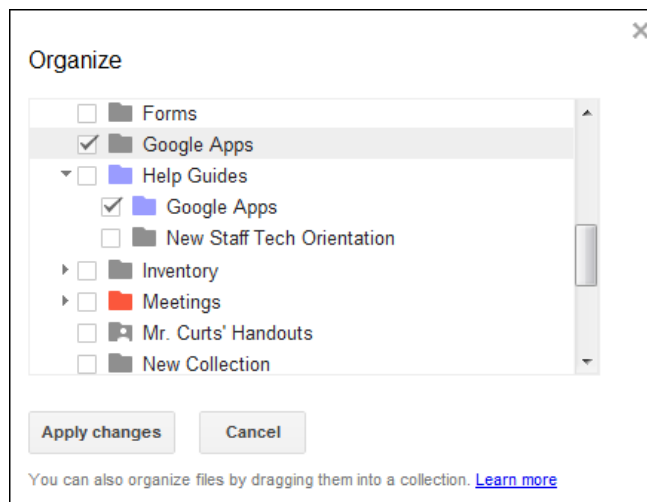 Organize
Forms
Google Apps
Help Guides
Google Apps
New Staff Tech Orientation
Inventory
Meetings
Mr. Curts' Handouts
New Collection
Apply changes Cancel
You can also organize files by dragging them into a collection. Learn more